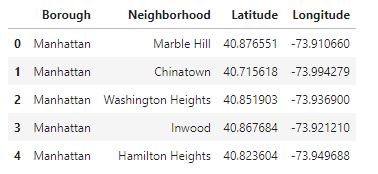 Borough Neighborhood Latitude Longitude
0 Manhattan Marble Hill 40.876551 -73.910660
1 Manhattan Chinatown 40.715618 -73.994279
2 Manhattan Washington Heights 40.851903 -73.936900
3 Manhattan Inwood 40.867684 -73.921210
4 Manhattan Hamilton Heights 40.823604 -73.949688